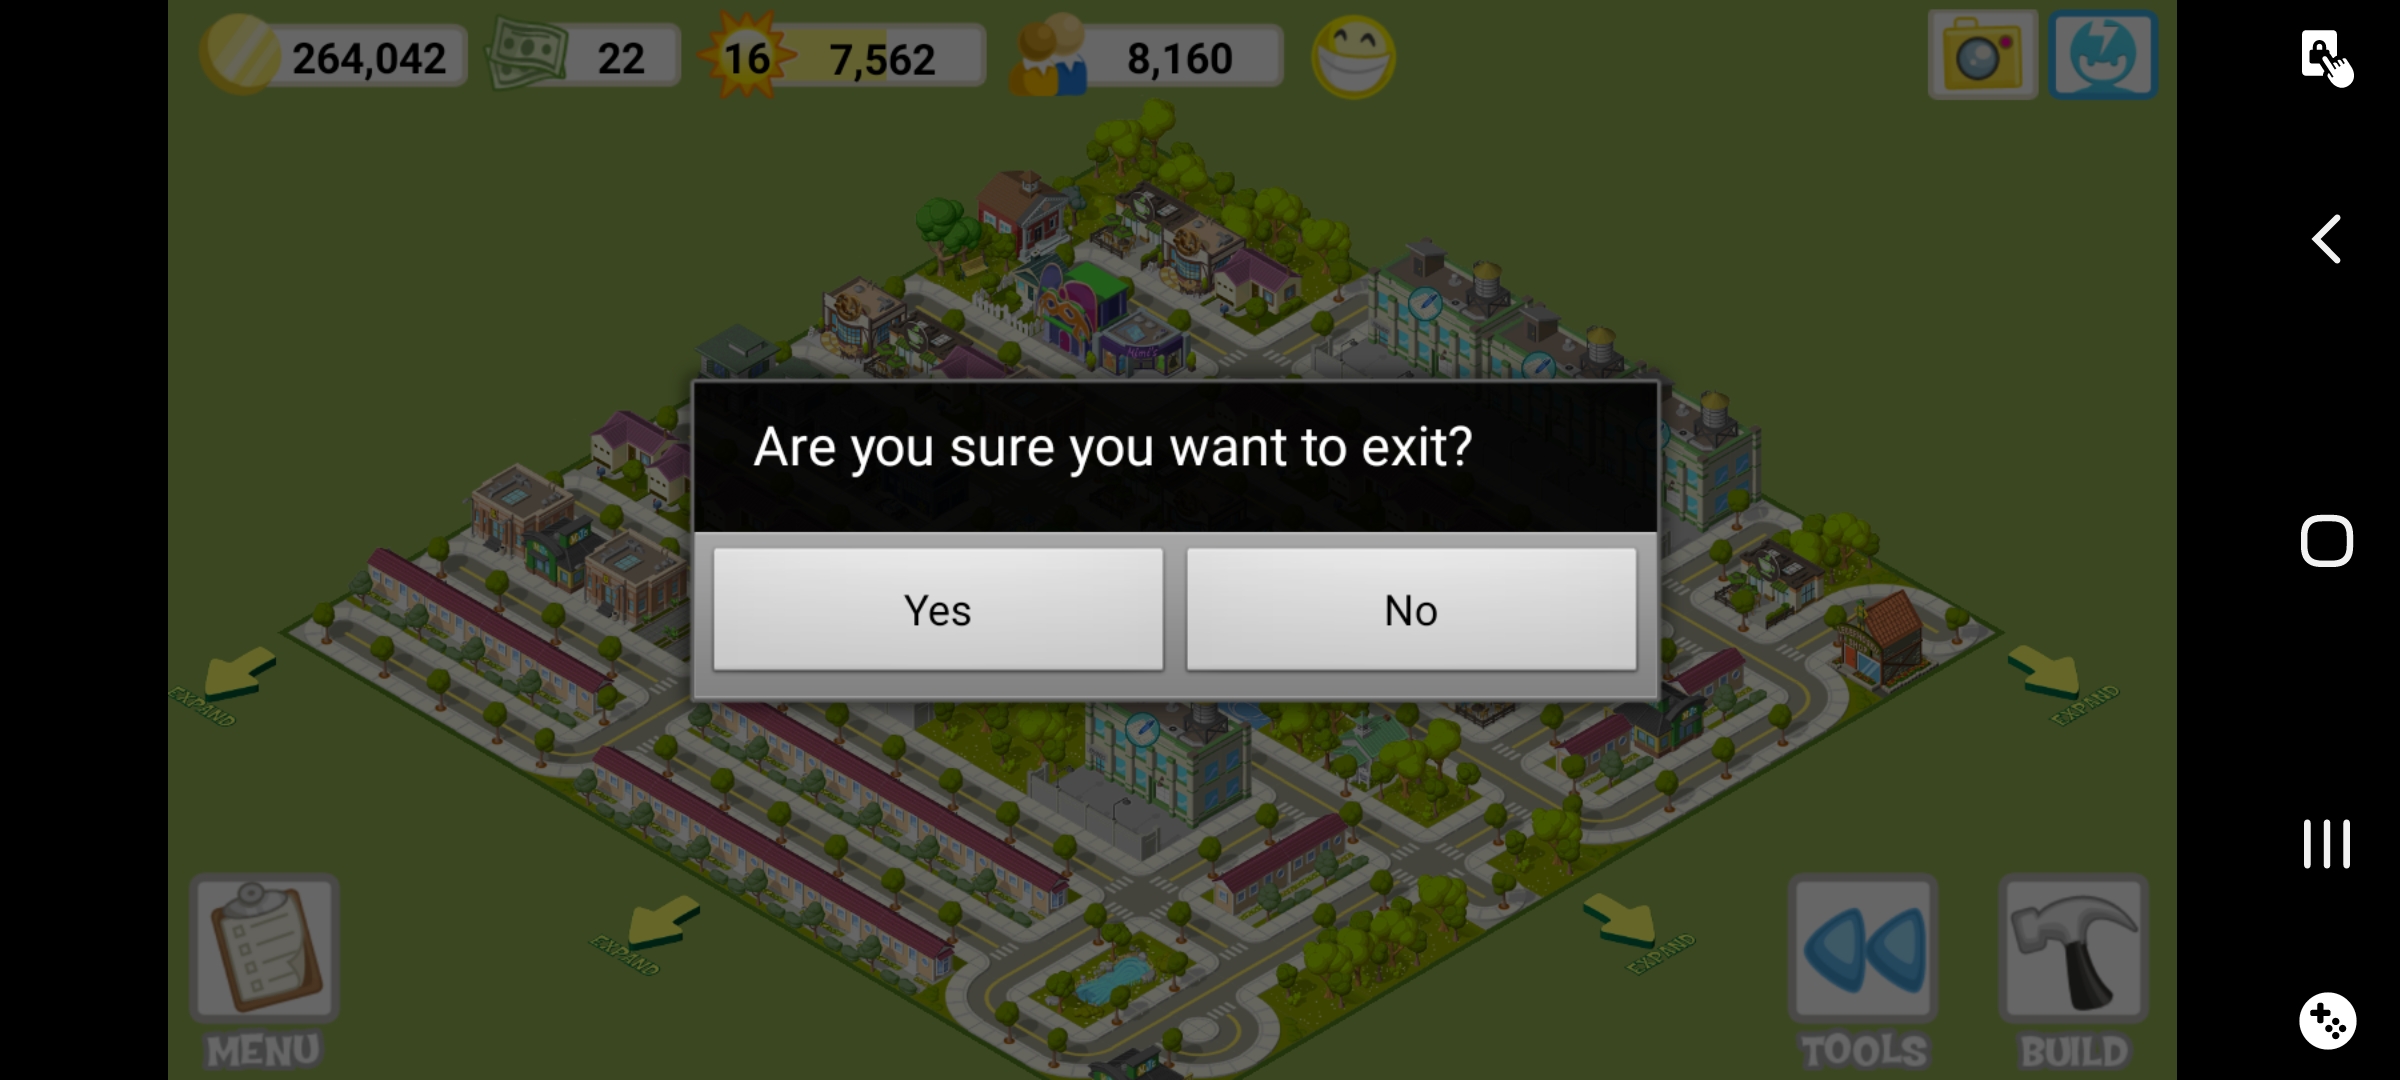 264,042
22
16
7,562
8,160
Are you sure you want to exit?
Yes
No
EXPAND
EXPAND
EXPAND
EXPAND
MENU
TOOLS
BUILD